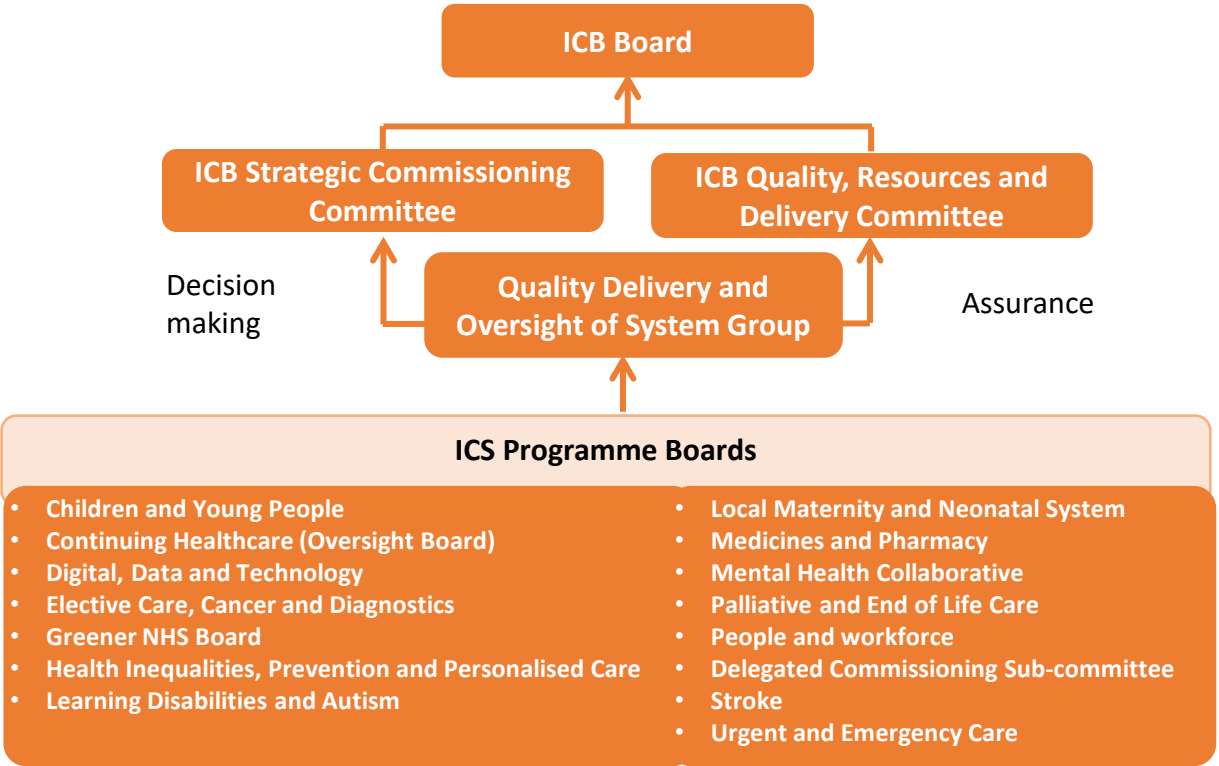 ICB Board
ICB Strategic Commissioning
Committee
ICB Quality, Resources and
Delivery Committee
Decision
making
Quality Delivery and
Oversight of System Group
Assurance
ICS Programme Boards
• Children and Young People
• Continuing Healthcare (Oversight Board)
• Digital, Data and Technology
• Elective Care, Cancer and Diagnostics
• Greener NHS Board
• Health Inequalities, Prevention and Personalised Care
• Learning Disabilities and Autism
• Local Maternity and Neonatal System
• Medicines and Pharmacy
• Mental Health Collaborative
• Palliative and End of Life Care
• People and workforce
• Delegated Commissioning Sub-committee
• Stroke
• Urgent and Emergency Care